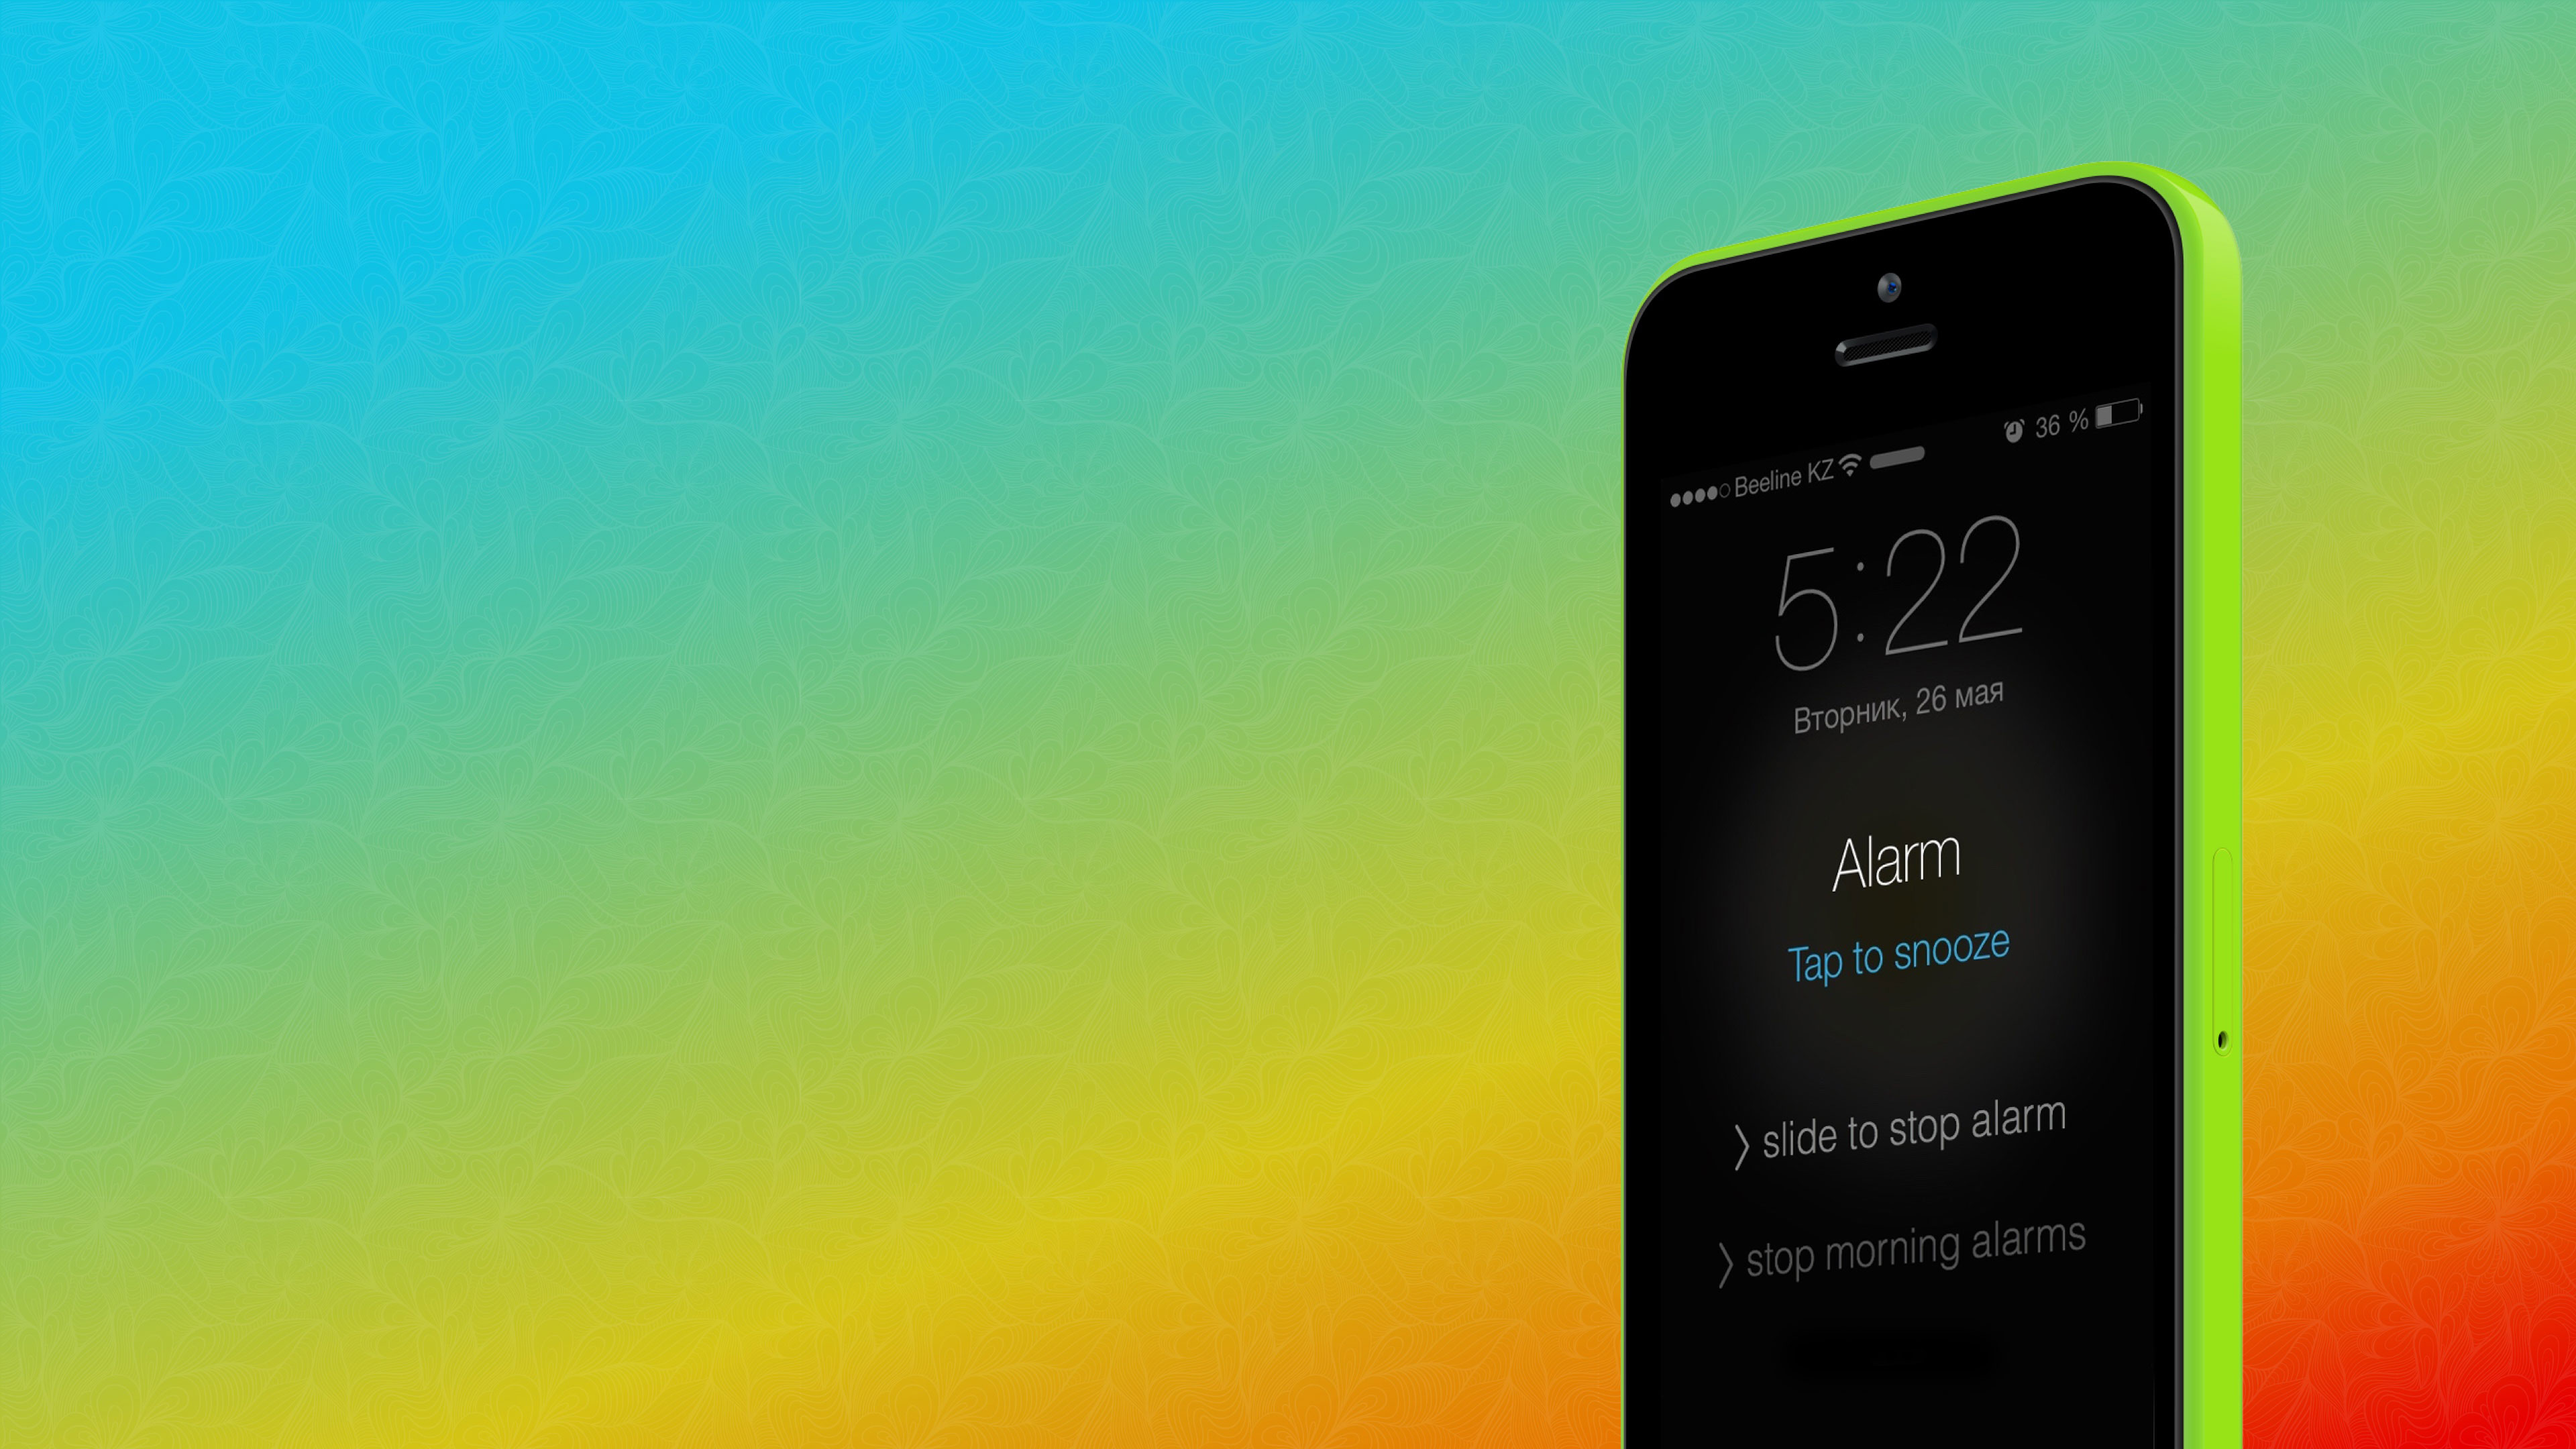 Beeline KZ 36 %
5:22
Вторник, 26 мая
Alarm
Tap to snooze
slide to stop alarm
stop morning alarms